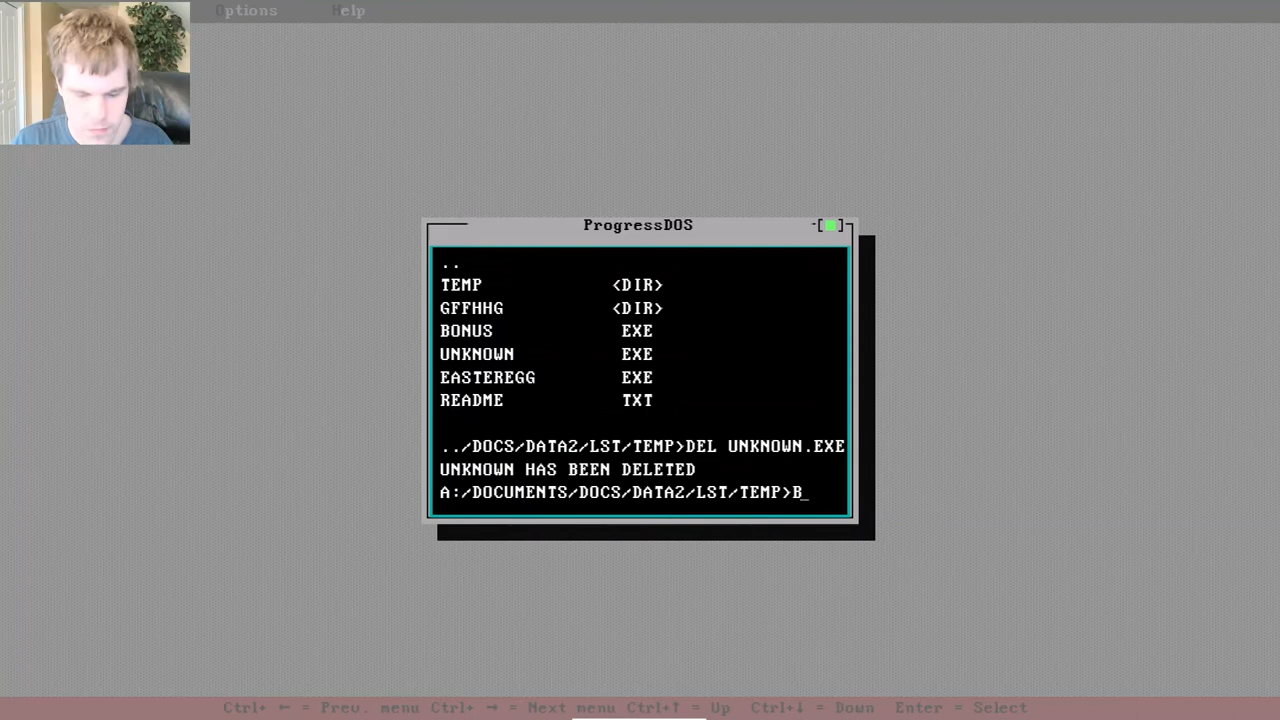 Options Help
ProgressDOS
..
TEMP <DIR>
GFFHHG <DIR>
BONUS EXE
UNKNOWN EXE
EASTEREGG EXE
README TXT
../DOCS/DATA2/LST/TEMP>DEL UNKNOWN.EXE
UNKNOWN HAS BEEN DELETED
A:/DOCUMENTS/DOCS/DATA2/LST/TEMP>B_
Ctrl+ ← = Prev. menu Ctrl+ → = Next menu Ctrl+↑ = Up Ctrl+↓ = Down Enter = Select